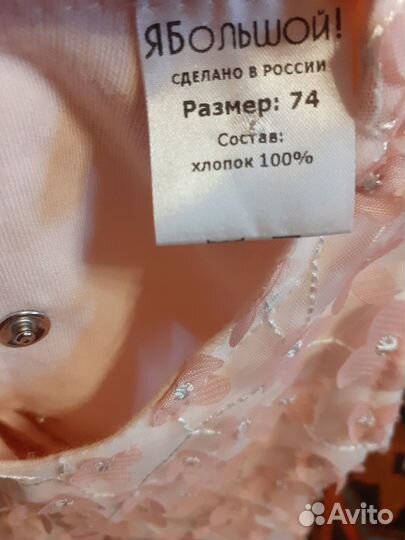 ЯБОЛЬШОЙ!
СДЕЛАНО В РОССИИ
Размер: 74
Состав:
хлопок 100%
Avito